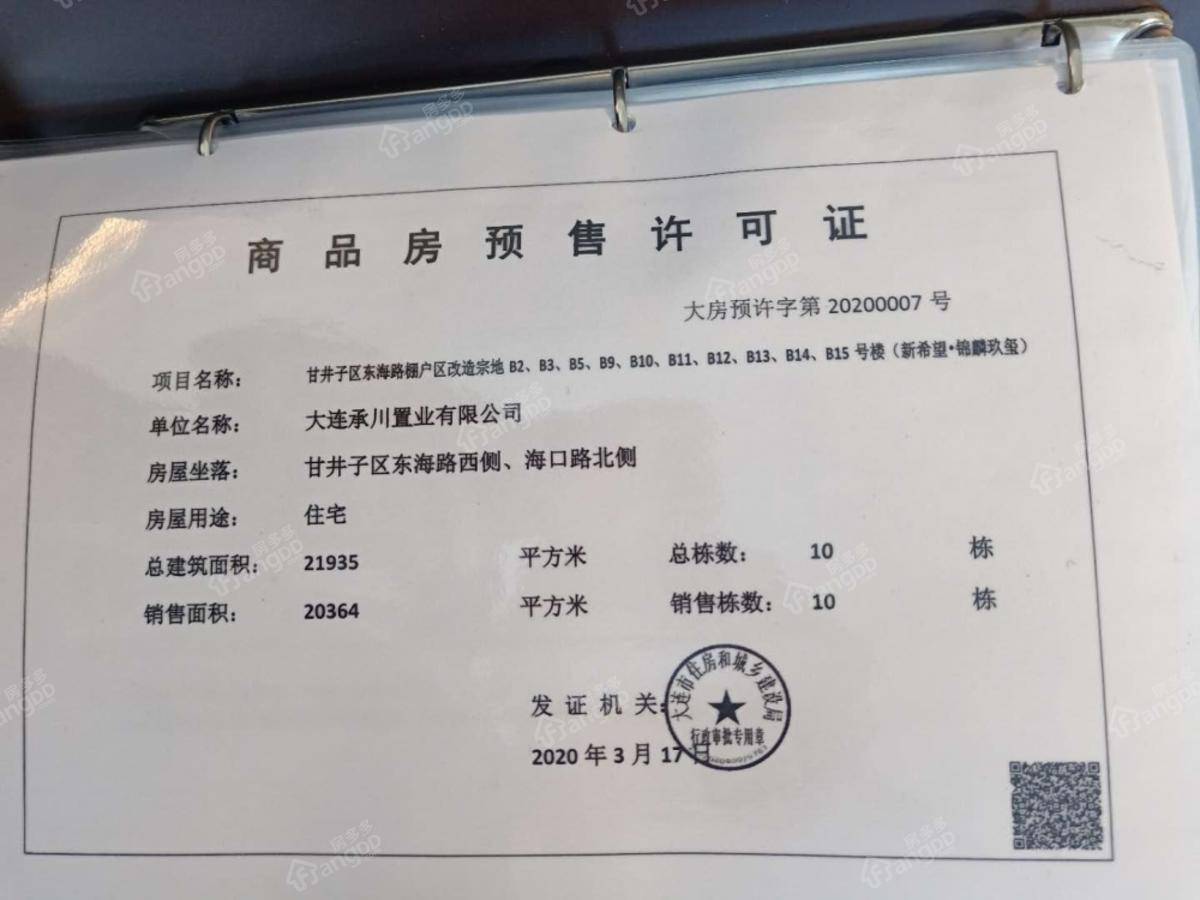 商品房预售许可证
大房预许字第 20200007 号
项目名称： 甘井子区东海路棚户区改造宗地 B2、B3、B5、B9、B10、B11、B12、B13、B14、B15 号楼（新希望•锦麟玖玺）
单位名称： 大连承川置业有限公司
房屋坐落： 甘井子区东海路西侧、海口路北侧
房屋用途： 住宅
总建筑面积： 21935 平方米 总栋数： 10 栋
销售面积： 20364 平方米 销售栋数： 10 栋
发证机关：
大连市住房和城乡建设局
行政审批专用章
2020 年 3 月 17 日
房多多
angDD